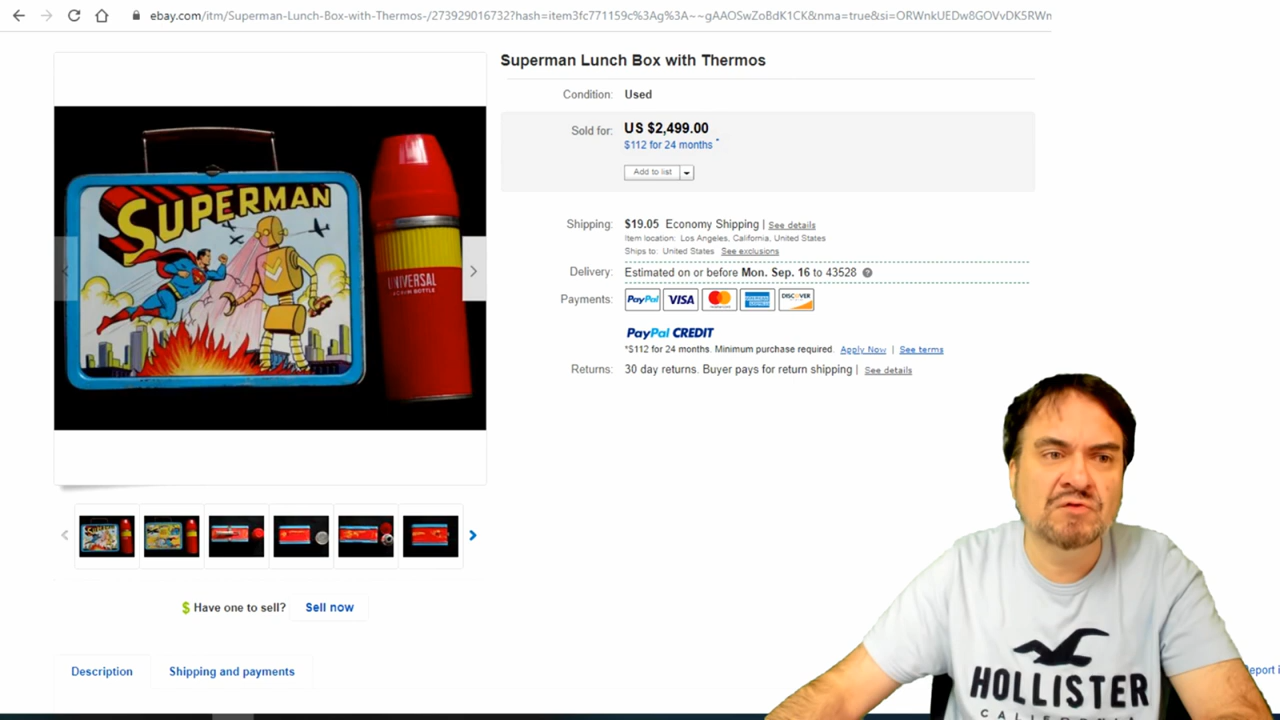 ebay.com/itm/Superman-Lunch-Box-with-Thermos-/273929016732?hash=item3fc771159c%3Ag%3A~~gAAOSwZoBdK1CK&nma=true&si=ORWnkUEDw8GOVvDK5RWn
Superman Lunch Box with Thermos
Condition: Used
Sold for: US $2,499.00
$112 for 24 months *
Add to list
Shipping: $19.05 Economy Shipping | See details
Item location: Los Angeles, California, United States
Ships to: United States See exclusions
Delivery: Estimated on or before Mon. Sep. 16 to 43528
Payments: PayPal VISA MasterCard AMERICAN EXPRESS DISCOVER
PayPal CREDIT
*$112 for 24 months. Minimum purchase required. Apply Now | See terms
Returns: 30 day returns. Buyer pays for return shipping | See details
SUPERMAN
UNIVERSAL
$ Have one to sell? Sell now
Description
Shipping and payments
eport i
HOLLISTER
CALIFORNIA